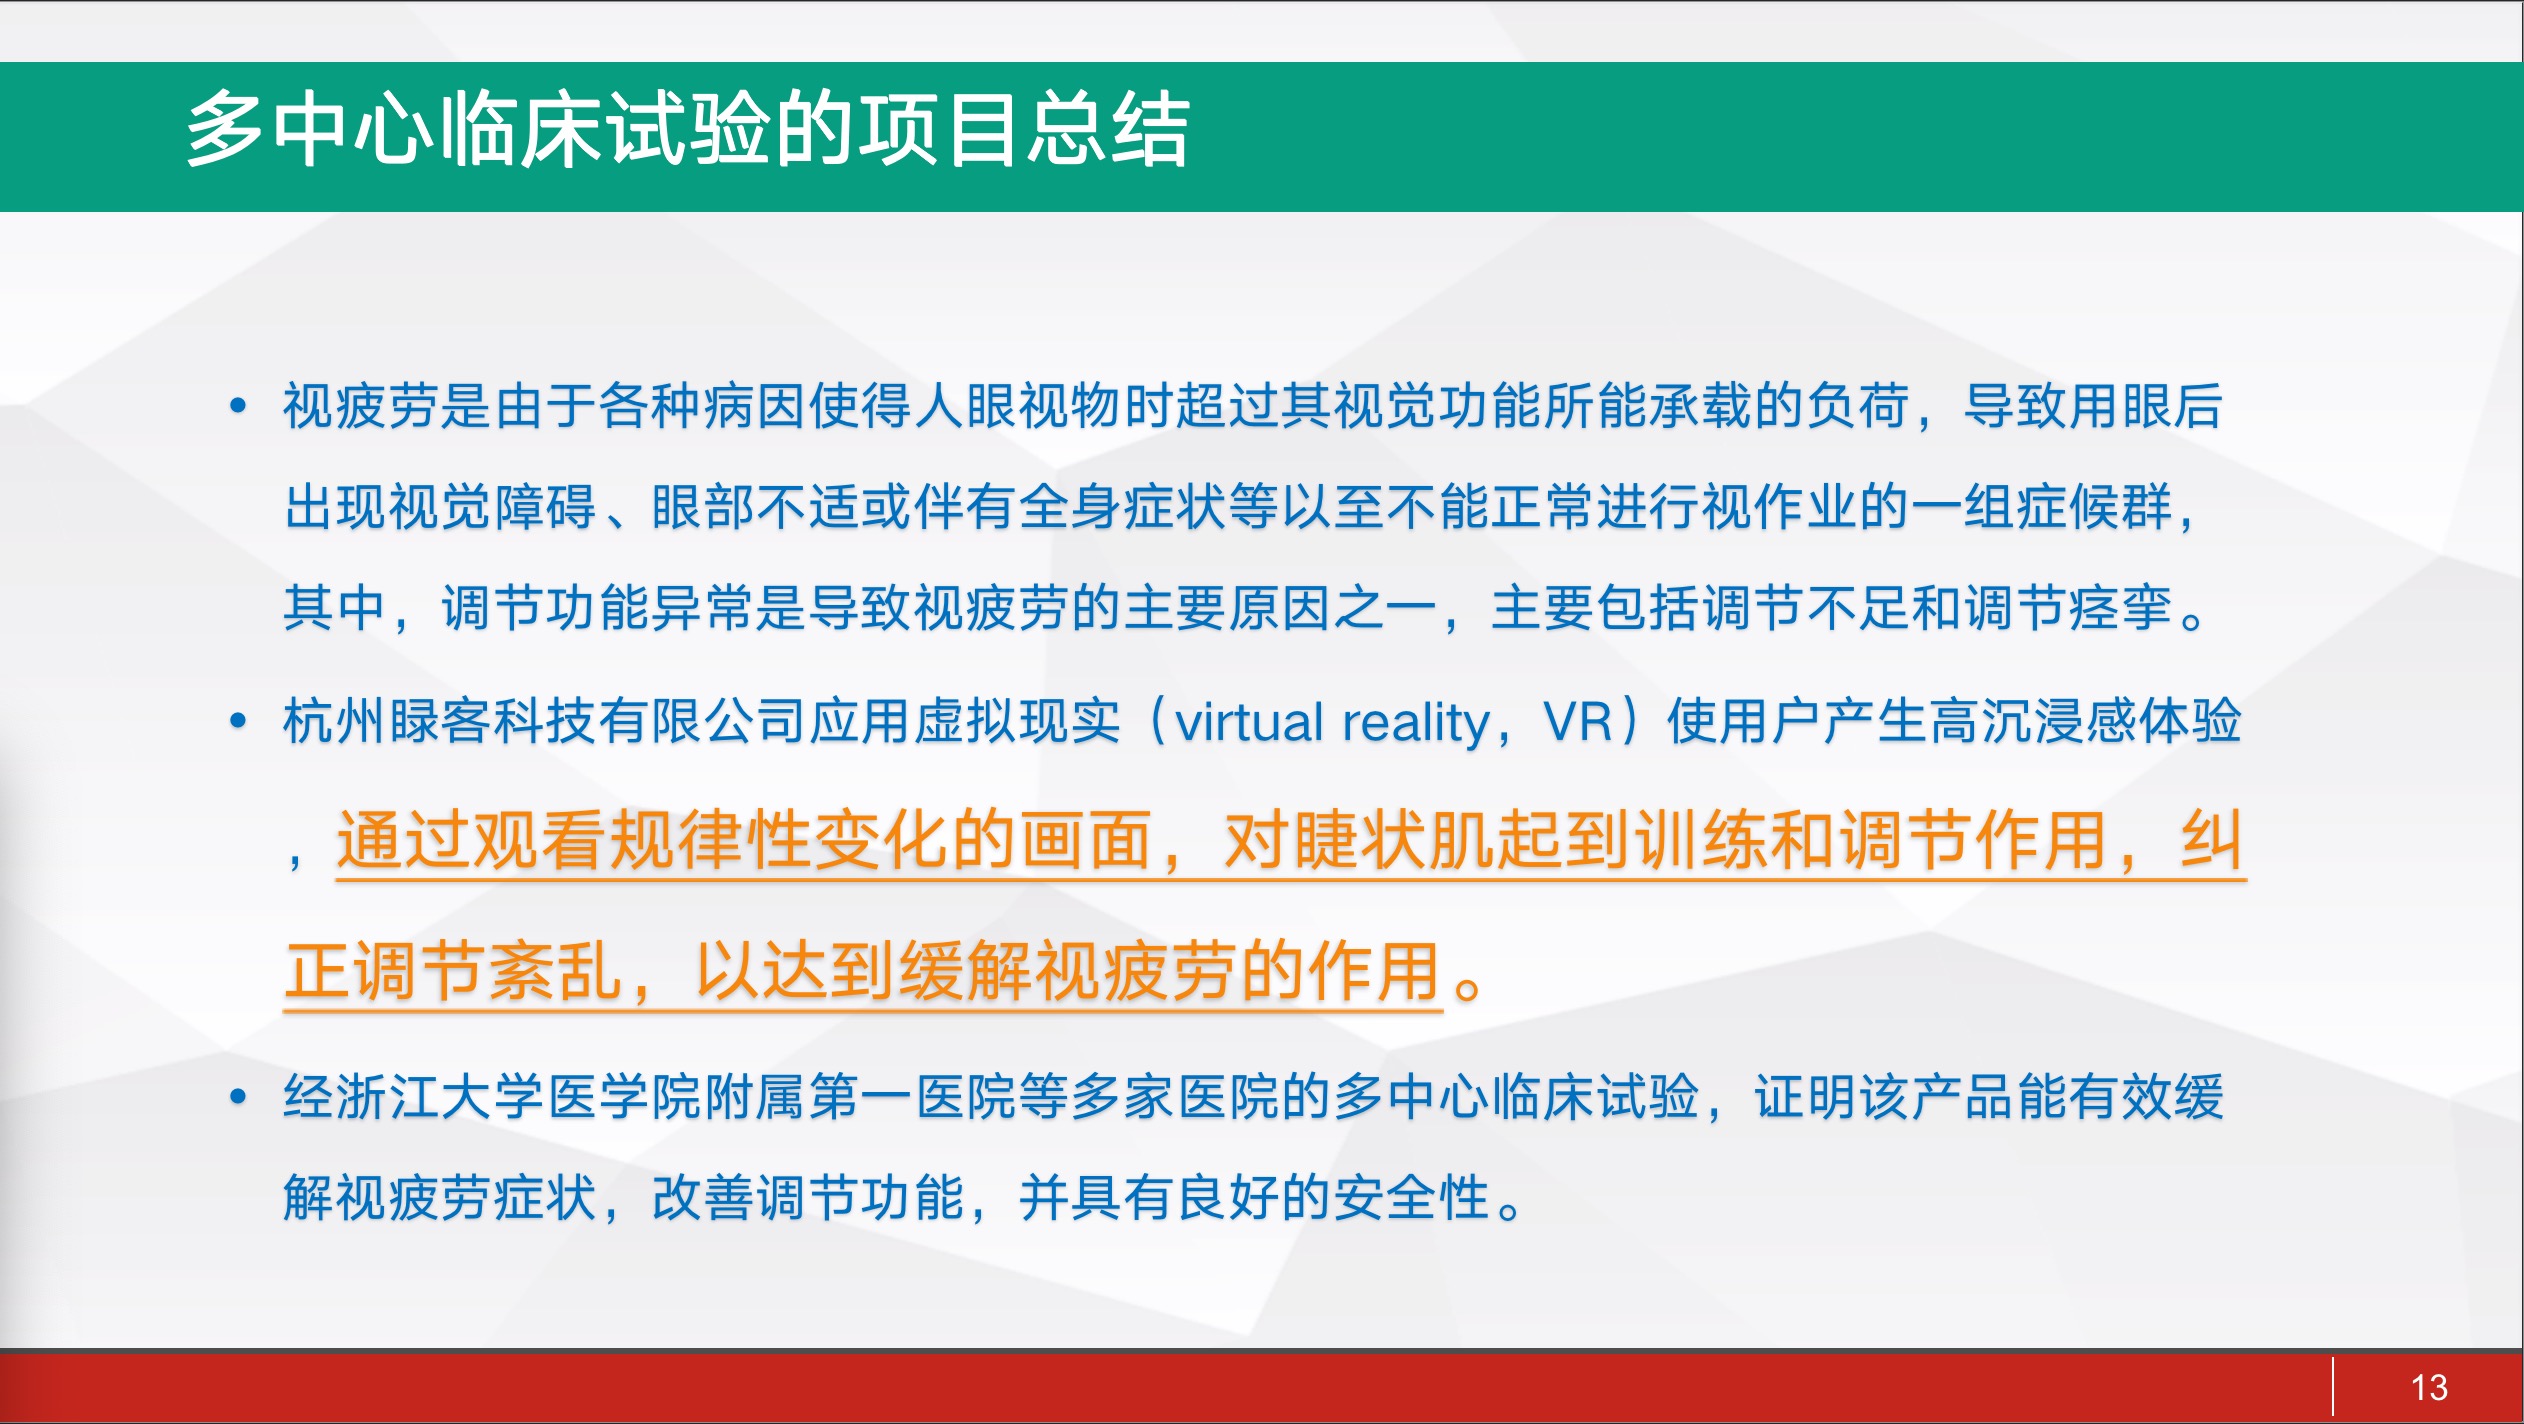 多中心临床试验的项目总结
• 视疲劳是由于各种病因使得人眼视物时超过其视觉功能所能承载的负荷，导致用眼后
出现视觉障碍、眼部不适或伴有全身症状等以至不能正常进行视作业的一组症候群，
其中，调节功能异常是导致视疲劳的主要原因之一，主要包括调节不足和调节痉挛。
• 杭州睩客科技有限公司应用虚拟现实（virtual reality，VR）使用户产生高沉浸感体验
，通过观看规律性变化的画面，对睫状肌起到训练和调节作用，纠
正调节紊乱，以达到缓解视疲劳的作用。
• 经浙江大学医学院附属第一医院等多家医院的多中心临床试验，证明该产品能有效缓
解视疲劳症状，改善调节功能，并具有良好的安全性。
13